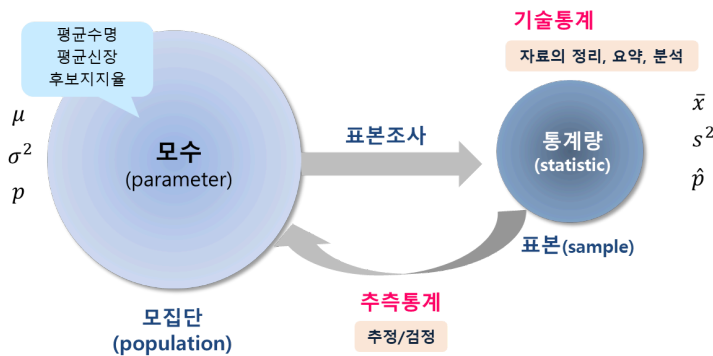 평균수명
평균신장
후보지지율
μ
σ²
p
모수
(parameter)
모집단
(population)
표본조사
기술통계
자료의 정리, 요약, 분석
통계량
(statistic)
x̄
s²
p̂
표본(sample)
추측통계
추정/검정